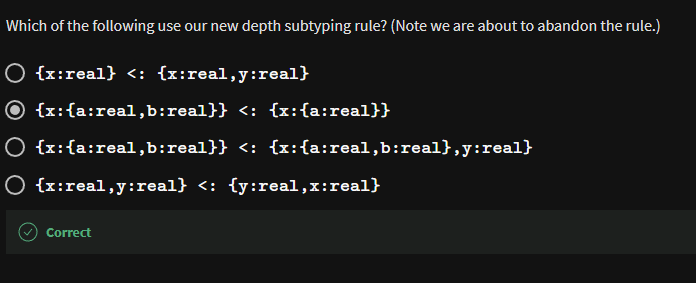 Which of the following use our new depth subtyping rule? (Note we are about to abandon the rule.)
{x:real} <: {x:real,y:real}
{x:{a:real,b:real}} <: {x:{a:real}}
{x:{a:real,b:real}} <: {x:{a:real,b:real},y:real}
{x:real,y:real} <: {y:real,x:real}
Correct